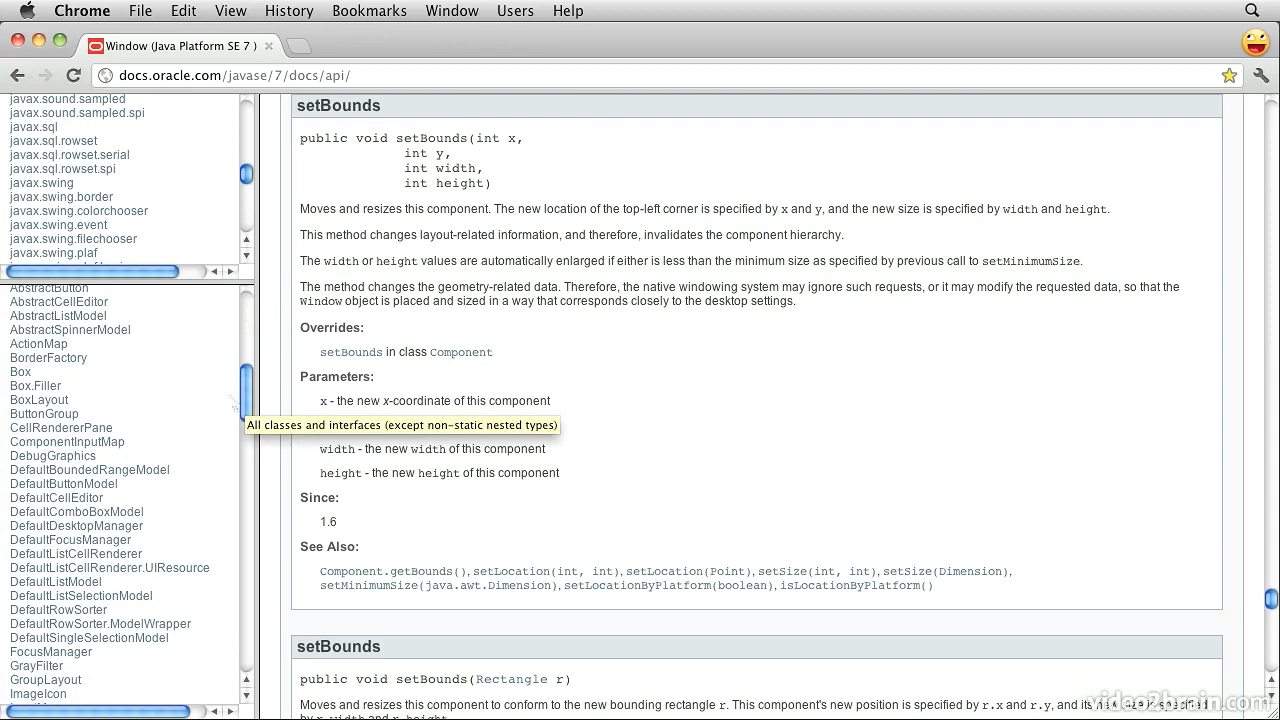 Chrome File Edit View History Bookmarks Window Users Help
Window (Java Platform SE 7 )
docs.oracle.com/javase/7/docs/api/
javax.sound.sampled
javax.sound.sampled.spi
javax.sql
javax.sql.rowset
javax.sql.rowset.serial
javax.sql.rowset.spi
javax.swing
javax.swing.border
javax.swing.colorchooser
javax.swing.event
javax.swing.filechooser
javax.swing.plaf
AbstractButton
AbstractCellEditor
AbstractListModel
AbstractSpinnerModel
ActionMap
BorderFactory
Box
Box.Filler
BoxLayout
ButtonGroup
CellRendererPane
ComponentInputMap
DebugGraphics
DefaultBoundedRangeModel
DefaultButtonModel
DefaultCellEditor
DefaultComboBoxModel
DefaultDesktopManager
DefaultFocusManager
DefaultListCellRenderer
DefaultListCellRenderer.UIResource
DefaultListModel
DefaultListSelectionModel
DefaultRowSorter
DefaultRowSorter.ModelWrapper
DefaultSingleSelectionModel
FocusManager
GrayFilter
GroupLayout
ImageIcon
setBounds
public void setBounds(int x,
int y,
int width,
int height)
Moves and resizes this component. The new location of the top-left corner is specified by x and y, and the new size is specified by width and height.
This method changes layout-related information, and therefore, invalidates the component hierarchy.
The width or height values are automatically enlarged if either is less than the minimum size as specified by previous call to setMinimumSize.
The method changes the geometry-related data. Therefore, the native windowing system may ignore such requests, or it may modify the requested data, so that the
Window object is placed and sized in a way that corresponds closely to the desktop settings.
Overrides:
setBounds in class Component
Parameters:
x - the new x-coordinate of this component
All classes and interfaces (except non-static nested types)
width - the new width of this component
height - the new height of this component
Since:
1.6
See Also:
Component.getBounds(), setLocation(int, int), setLocation(Point), setSize(int, int), setSize(Dimension),
setMinimumSize(java.awt.Dimension), setLocationByPlatform(boolean), isLocationByPlatform()
setBounds
public void setBounds(Rectangle r)
Moves and resizes this component to conform to the new bounding rectangle r. This component's new position is specified by r.x and r.y, and its new size is specified
by r.width and r.height
video2brain.com